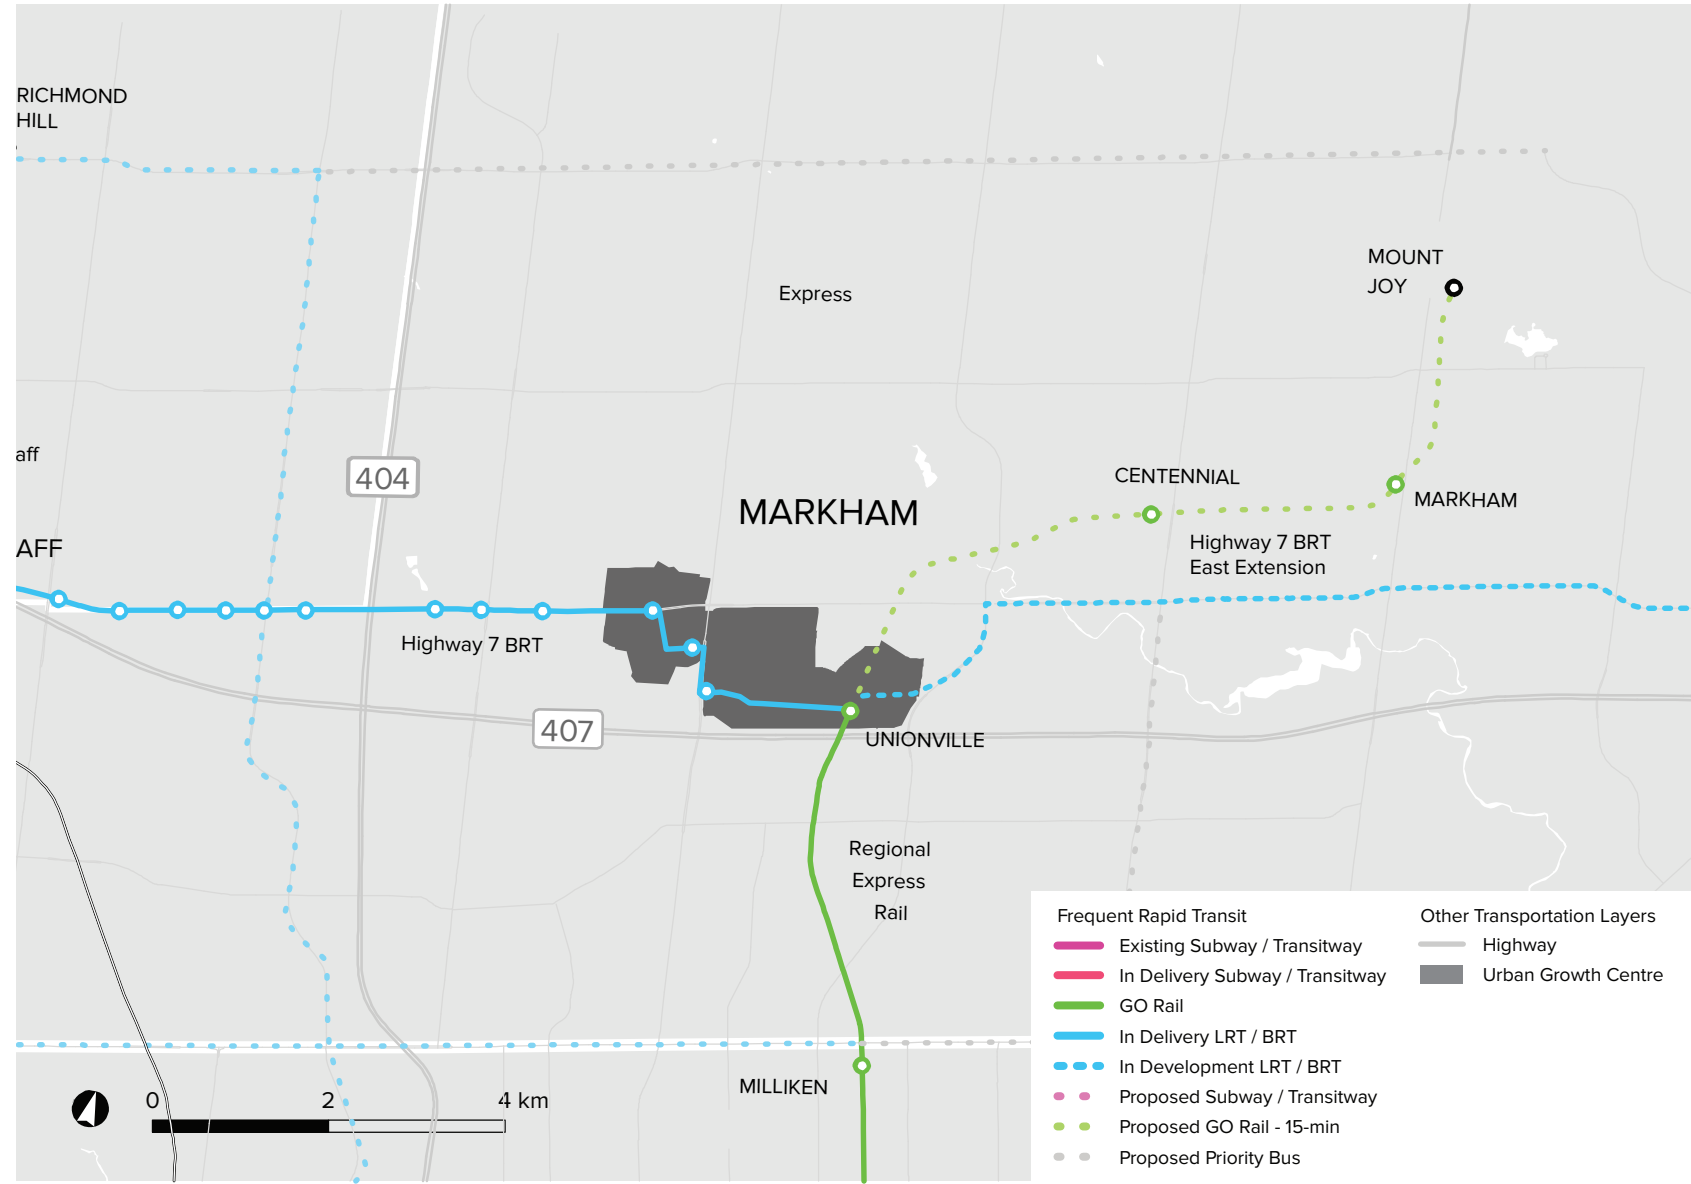 RICHMOND
HILL
MOUNT
JOY
Express
aff
404
CENTENNIAL
MARKHAM
MARKHAM
Highway 7 BRT
East Extension
AFF
Highway 7 BRT
407
UNIONVILLE
Regional
Express
Rail
MILLIKEN
0 2 4 km
Frequent Rapid Transit
Existing Subway / Transitway
In Delivery Subway / Transitway
GO Rail
In Delivery LRT / BRT
In Development LRT / BRT
Proposed Subway / Transitway
Proposed GO Rail - 15-min
Proposed Priority Bus
Other Transportation Layers
Highway
Urban Growth Centre